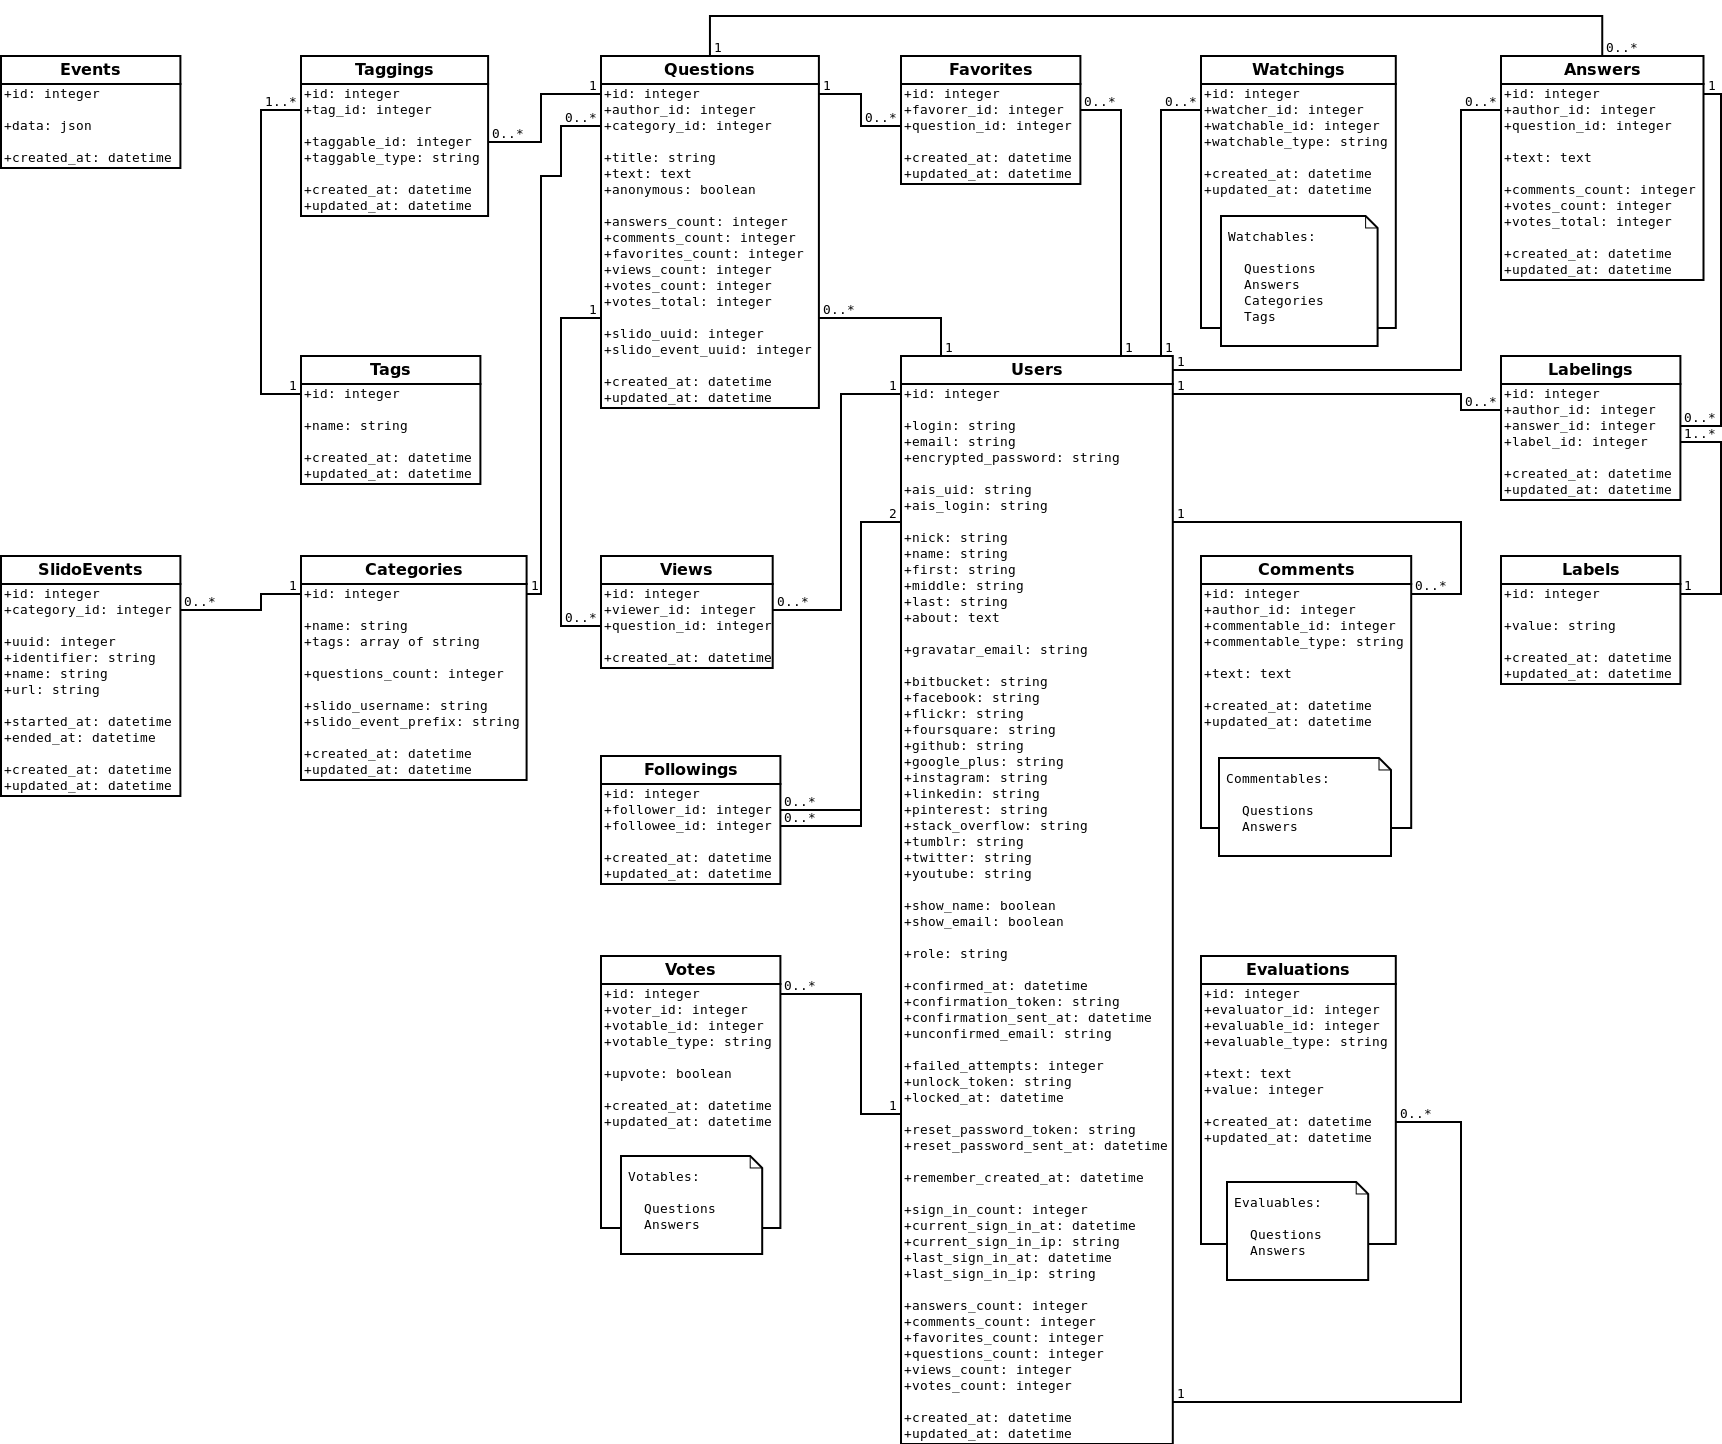 Events
+id: integer
+data: json
+created_at: datetime
Taggings
+id: integer
+tag_id: integer
+taggable_id: integer
+taggable_type: string
+created_at: datetime
+updated_at: datetime
1..*
0..*
Questions
+id: integer
+author_id: integer
+category_id: integer
+title: string
+text: text
+anonymous: boolean
+answers_count: integer
+comments_count: integer
+favorites_count: integer
+views_count: integer
+votes_count: integer
+votes_total: integer
+slido_uuid: integer
+slido_event_uuid: integer
+created_at: datetime
+updated_at: datetime
1
1
0..*
1
1
0..*
Favorites
+id: integer
+favorer_id: integer
+question_id: integer
+created_at: datetime
+updated_at: datetime
0..*
0..*
Watchings
+id: integer
+watcher_id: integer
+watchable_id: integer
+watchable_type: string
+created_at: datetime
+updated_at: datetime
Watchables:
Questions
Answers
Categories
Tags
0..*
Answers
+id: integer
+author_id: integer
+question_id: integer
+text: text
+comments_count: integer
+votes_count: integer
+votes_total: integer
+created_at: datetime
+updated_at: datetime
0..*
0..*
1
Tags
+id: integer
+name: string
+created_at: datetime
+updated_at: datetime
1
Users
+id: integer
+login: string
+email: string
+encrypted_password: string
+ais_uid: string
+ais_login: string
+nick: string
+name: string
+first: string
+middle: string
+last: string
+about: text
+gravatar_email: string
+bitbucket: string
+facebook: string
+flickr: string
+foursquare: string
+github: string
+google_plus: string
+instagram: string
+linkedin: string
+pinterest: string
+stack_overflow: string
+tumblr: string
+twitter: string
+youtube: string
+show_name: boolean
+show_email: boolean
+role: string
+confirmed_at: datetime
+confirmation_token: string
+confirmation_sent_at: datetime
+unconfirmed_email: string
+failed_attempts: integer
+unlock_token: string
+locked_at: datetime
+reset_password_token: string
+reset_password_sent_at: datetime
+remember_created_at: datetime
+sign_in_count: integer
+current_sign_in_at: datetime
+current_sign_in_ip: string
+last_sign_in_at: datetime
+last_sign_in_ip: string
+answers_count: integer
+comments_count: integer
+favorites_count: integer
+questions_count: integer
+views_count: integer
+votes_count: integer
+created_at: datetime
+updated_at: datetime
1
1
1
1
1
1
2
1
1
1
Labelings
+id: integer
+author_id: integer
+answer_id: integer
+label_id: integer
+created_at: datetime
+updated_at: datetime
0..*
0..*
1..*
SlidoEvents
+id: integer
+category_id: integer
+uuid: integer
+identifier: string
+name: string
+url: string
+started_at: datetime
+ended_at: datetime
+created_at: datetime
+updated_at: datetime
0..*
Categories
+id: integer
+name: string
+tags: array of string
+questions_count: integer
+slido_username: string
+slido_event_prefix: string
+created_at: datetime
+updated_at: datetime
1
1
Views
+id: integer
+viewer_id: integer
+question_id: integer
+created_at: datetime
0..*
0..*
Comments
+id: integer
+author_id: integer
+commentable_id: integer
+commentable_type: string
+text: text
+created_at: datetime
+updated_at: datetime
Commentables:
Questions
Answers
0..*
Labels
+id: integer
+value: string
+created_at: datetime
+updated_at: datetime
1
Followings
+id: integer
+follower_id: integer
+followee_id: integer
+created_at: datetime
+updated_at: datetime
0..*
0..*
Votes
+id: integer
+voter_id: integer
+votable_id: integer
+votable_type: string
+upvote: boolean
+created_at: datetime
+updated_at: datetime
Votables:
Questions
Answers
0..*
Evaluations
+id: integer
+evaluator_id: integer
+evaluable_id: integer
+evaluable_type: string
+text: text
+value: integer
+created_at: datetime
+updated_at: datetime
Evaluables:
Questions
Answers
0..*